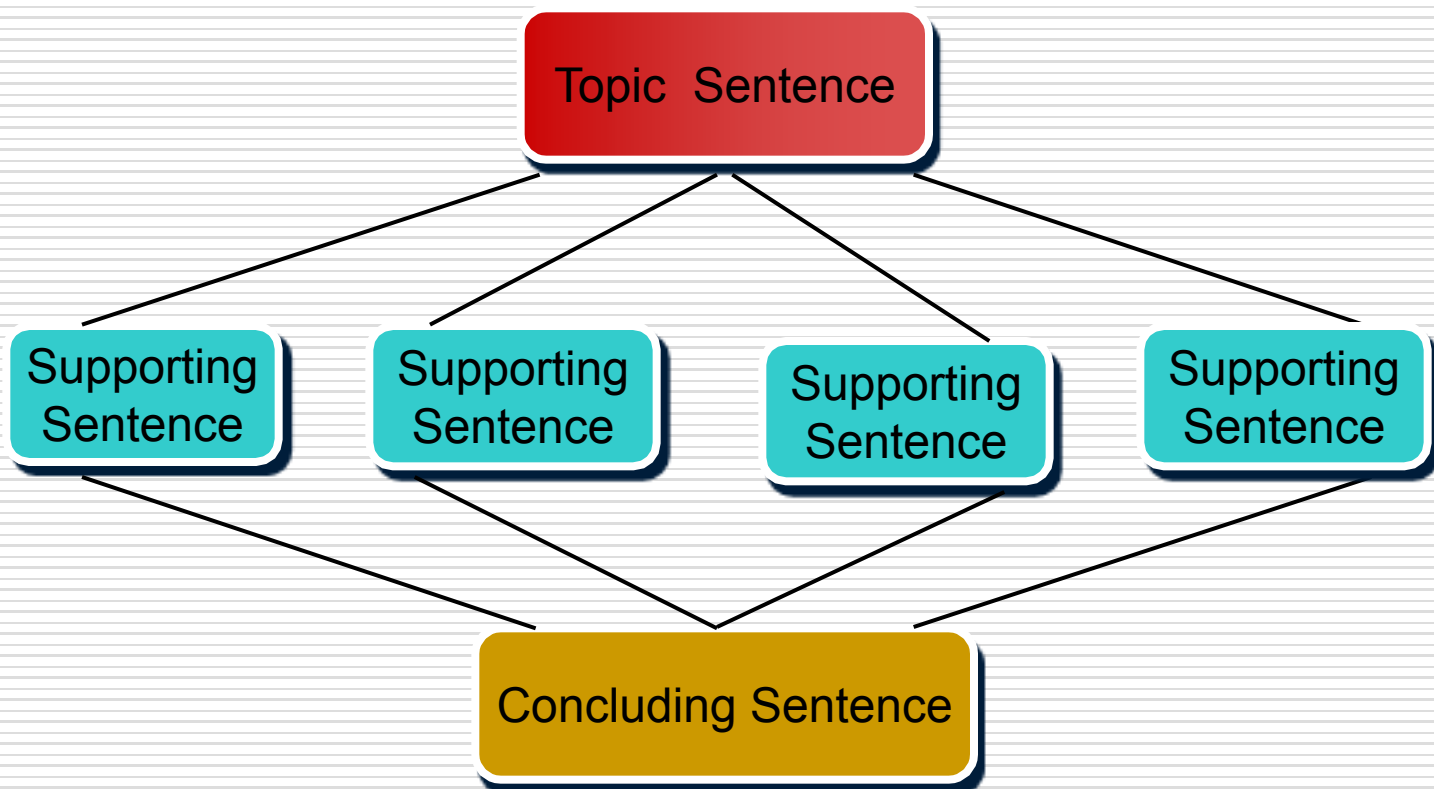 Topic Sentence
Supporting
Sentence
Supporting
Sentence
Supporting
Sentence
Supporting
Sentence
Concluding Sentence